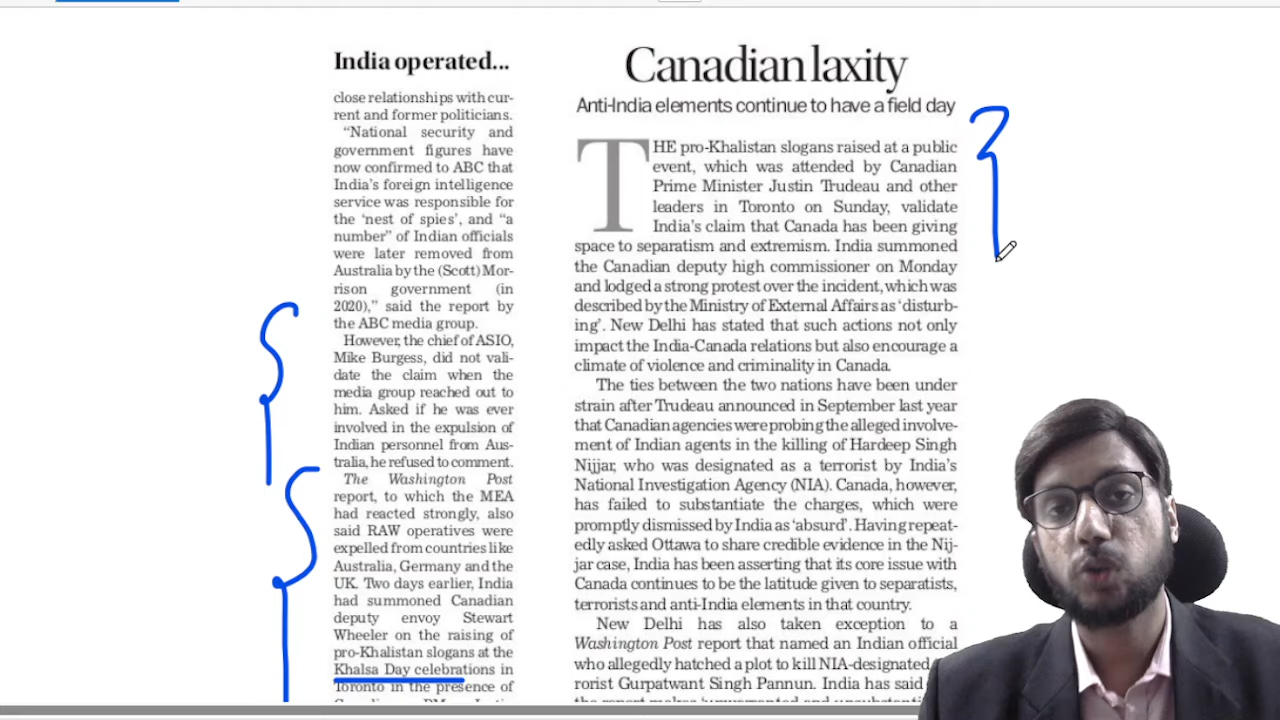 India operated...
close relationships with cur-
rent and former politicians.
“National security and
government figures have
now confirmed to ABC that
India’s foreign intelligence
service was responsible for
the ‘nest of spies’, and “a
number” of Indian officials
were later removed from
Australia by the (Scott) Mor-
rison government (in
2020),” said the report by
the ABC media group.
However, the chief of ASIO,
Mike Burgess, did not vali-
date the claim when the
media group reached out to
him. Asked if he was ever
involved in the expulsion of
Indian personnel from Aus-
tralia, he refused to comment.
The Washington Post
report, to which the MEA
had reacted strongly, also
said RAW operatives were
expelled from countries like
Australia, Germany and the
UK. Two days earlier, India
had summoned Canadian
deputy envoy Stewart
Wheeler on the raising of
pro-Khalistan slogans at the
Khalsa Day celebrations in
Toronto in the presence of
Canadian laxity
Anti-India elements continue to have a field day
THE pro-Khalistan slogans raised at a public
event, which was attended by Canadian
Prime Minister Justin Trudeau and other
leaders in Toronto on Sunday, validate
India’s claim that Canada has been giving
space to separatism and extremism. India summoned
the Canadian deputy high commissioner on Monday
and lodged a strong protest over the incident, which was
described by the Ministry of External Affairs as ‘disturb-
ing’. New Delhi has stated that such actions not only
impact the India-Canada relations but also encourage a
climate of violence and criminality in Canada.
The ties between the two nations have been under
strain after Trudeau announced in September last year
that Canadian agencies were probing the alleged involve-
ment of Indian agents in the killing of Hardeep Singh
Nijjar, who was designated as a terrorist by India’s
National Investigation Agency (NIA). Canada, however,
has failed to substantiate the charges, which were
promptly dismissed by India as ‘absurd’. Having repeat-
edly asked Ottawa to share credible evidence in the Nij-
jar case, India has been asserting that its core issue with
Canada continues to be the latitude given to separatists,
terrorists and anti-India elements in that country.
New Delhi has also taken exception to a
Washington Post report that named an Indian official
who allegedly hatched a plot to kill NIA-designated
rorist Gurpatwant Singh Pannun. India has said